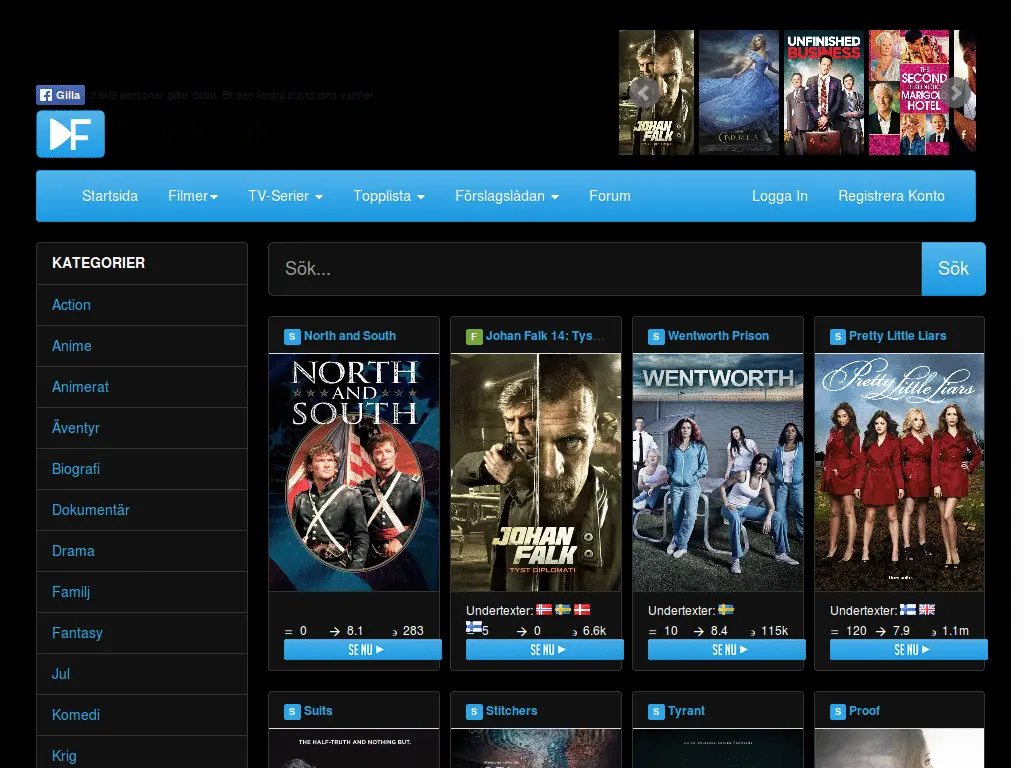 Gilla 2 609 personer gillar detta. Bli den första bland dina vänner.
DF
JOHAN FALK
CINDERELLA
UNFINISHED BUSINESS
THE SECOND BEST EXOTIC MARIGOLD HOTEL
Startsida Filmer TV-Serier Topplista Förslagslådan Forum Logga In Registrera Konto
KATEGORIER
Action
Anime
Animerat
Äventyr
Biografi
Dokumentär
Drama
Familj
Fantasy
Jul
Komedi
Krig
Sök... Sök
S North and South
NORTH AND SOUTH
= 0 → 8.1 283
SE NU
F Johan Falk 14: Tys...
JOHAN FALK
TYST DIPLOMATI
Undertexter:
= 5 → 0 6.6k
SE NU
S Wentworth Prison
WENTWORTH
Undertexter:
= 10 → 8.4 115k
SE NU
S Pretty Little Liars
Pretty Little Liars
Undertexter:
= 120 → 7.9 1.1m
SE NU
S Suits
THE HALF-TRUTH AND NOTHING BUT.
S Stitchers
S Tyrant
S Proof